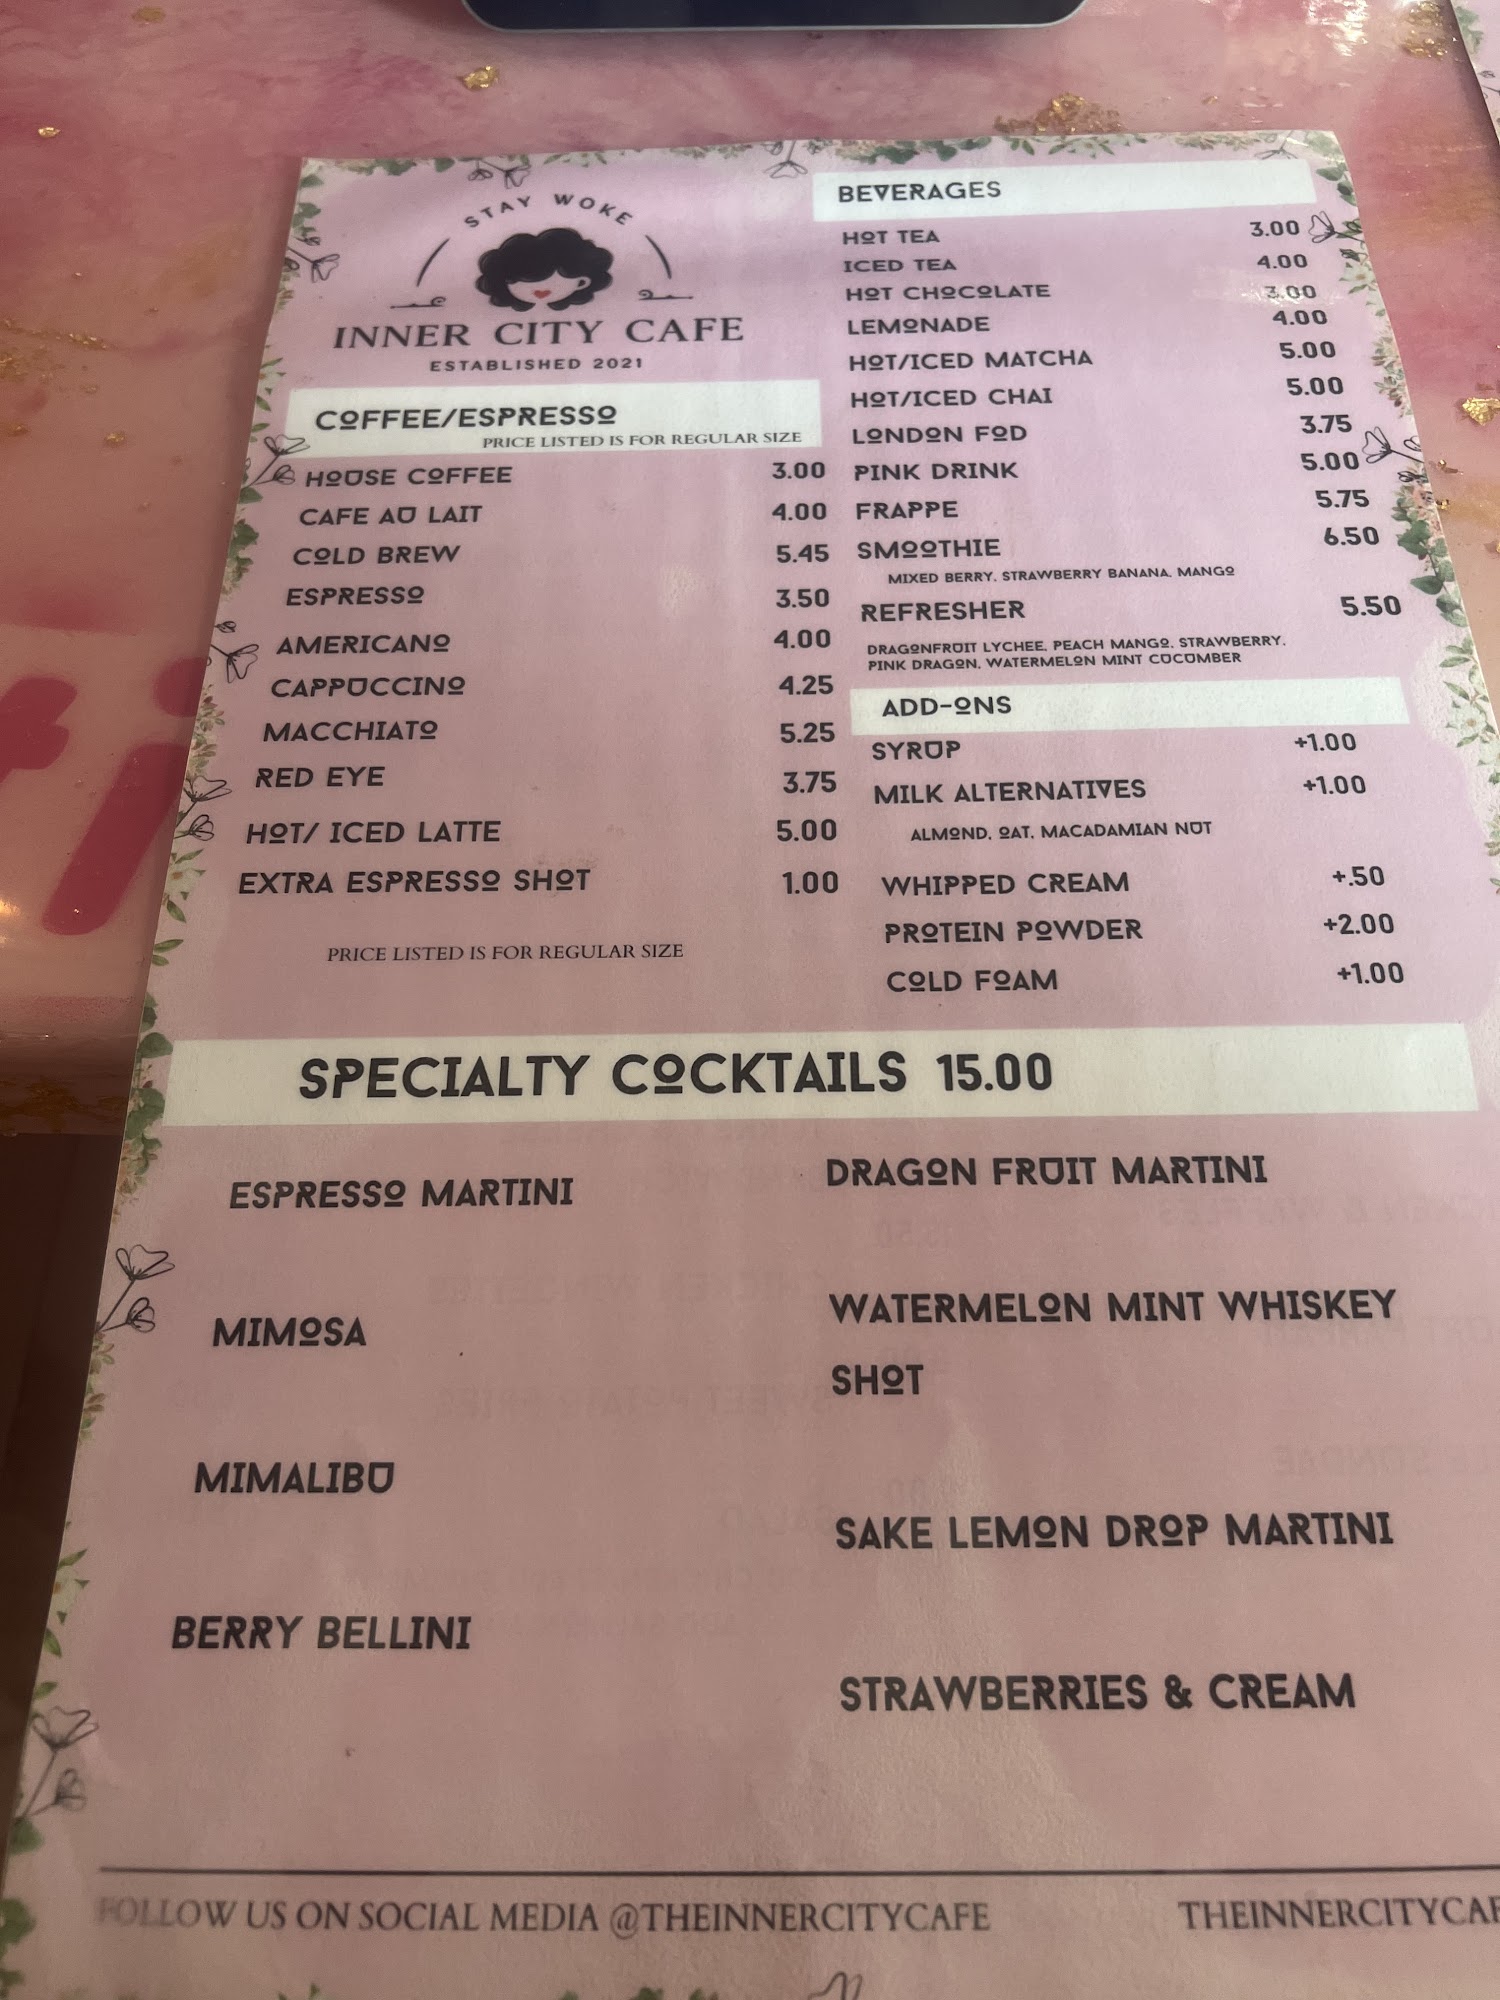 STAY WOKE
INNER CITY CAFE
ESTABLISHED 2021
COFFEE/ESPRESSO
PRICE LISTED IS FOR REGULAR SIZE
HOUSE COFFEE 3.00
CAFE AU LAIT 4.00
COLD BREW 5.45
ESPRESSO 3.50
AMERICANO 4.00
CAPPUCCINO 4.25
MACCHIATO 5.25
RED EYE 3.75
HOT/ ICED LATTE 5.00
EXTRA ESPRESSO SHOT 1.00
PRICE LISTED IS FOR REGULAR SIZE
BEVERAGES
HOT TEA 3.00
ICED TEA 4.00
HOT CHOCOLATE 3.00
LEMONADE 4.00
HOT/ICED MATCHA 5.00
HOT/ICED CHAI 5.00
LONDON FOD 3.75
PINK DRINK 5.00
FRAPPE 5.75
SMOOTHIE 6.50
MIXED BERRY, STRAWBERRY BANANA, MANGO
REFRESHER 5.50
DRAGONFRUIT LYCHEE, PEACH MANGO, STRAWBERRY,
PINK DRAGON, WATERMELON MINT CUCUMBER
ADD-ONS
SYRUP +1.00
MILK ALTERNATIVES +1.00
ALMOND, OAT, MACADAMIAN NUT
WHIPPED CREAM +.50
PROTEIN POWDER +2.00
COLD FOAM +1.00
SPECIALTY COCKTAILS 15.00
ESPRESSO MARTINI
MIMOSA
MIMALIBU
BERRY BELLINI
DRAGON FRUIT MARTINI
WATERMELON MINT WHISKEY
SHOT
SAKE LEMON DROP MARTINI
STRAWBERRIES & CREAM
FOLLOW US ON SOCIAL MEDIA @THEINNERCITYCAFE
THEINNERCITYCAF